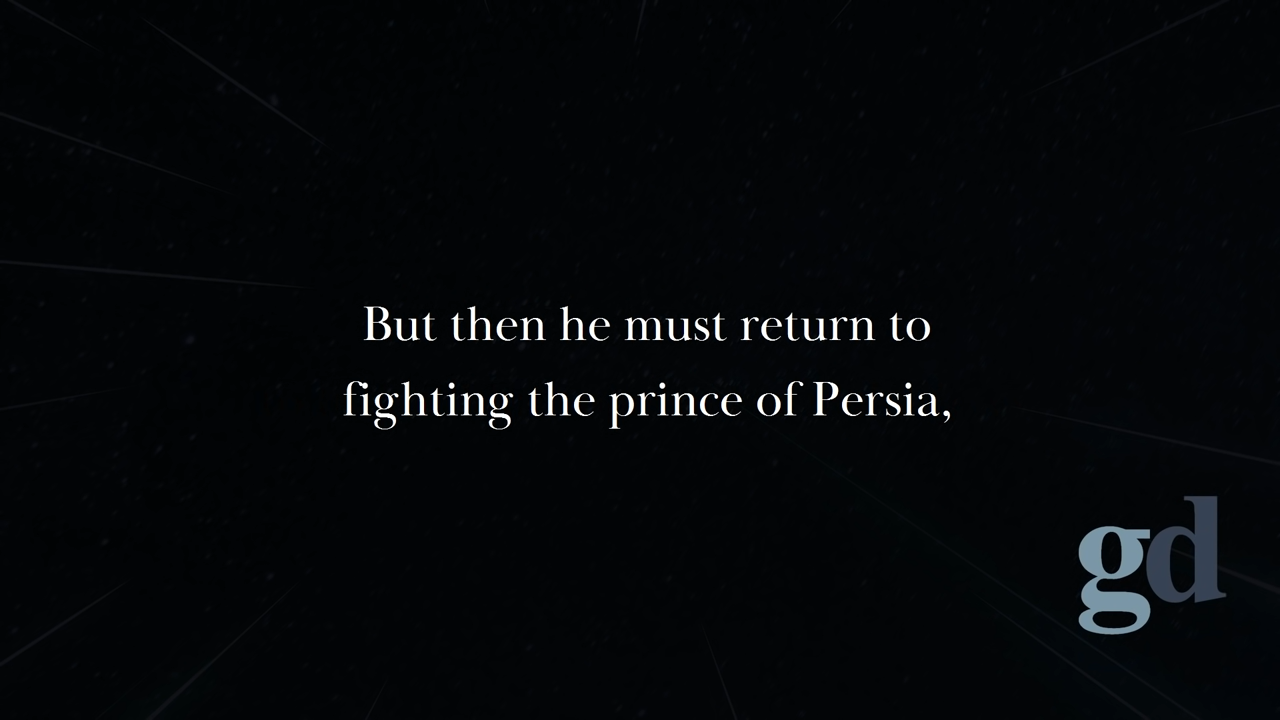 But then he must return to
fighting the prince of Persia,
gd